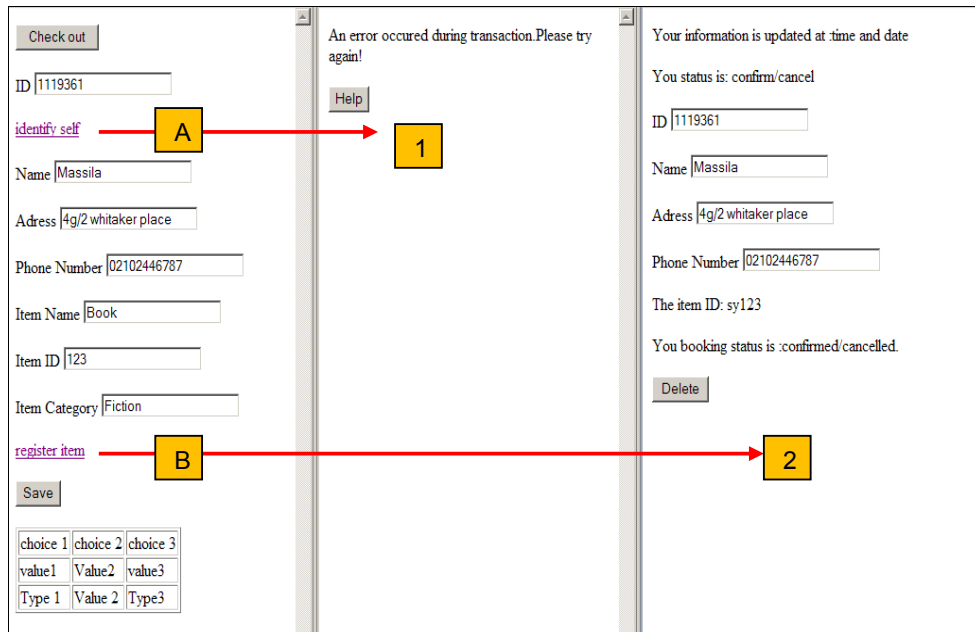 Check out
ID 1119361
identify self
A
Name Massila
Adress 4g/2 whitaker place
Phone Number 02102446787
Item Name Book
Item ID 123
Item Category Fiction
register item
B
Save
choice 1 choice 2 choice 3
value1 Value2 value3
Type 1 Value 2 Type3
An error occured during transaction.Please try
again!
Help
1
Your information is updated at :time and date
You status is: confirm/cancel
ID 1119361
Name Massila
Adress 4g/2 whitaker place
Phone Number 02102446787
The item ID: sy123
You booking status is :confirmed/cancelled.
Delete
2